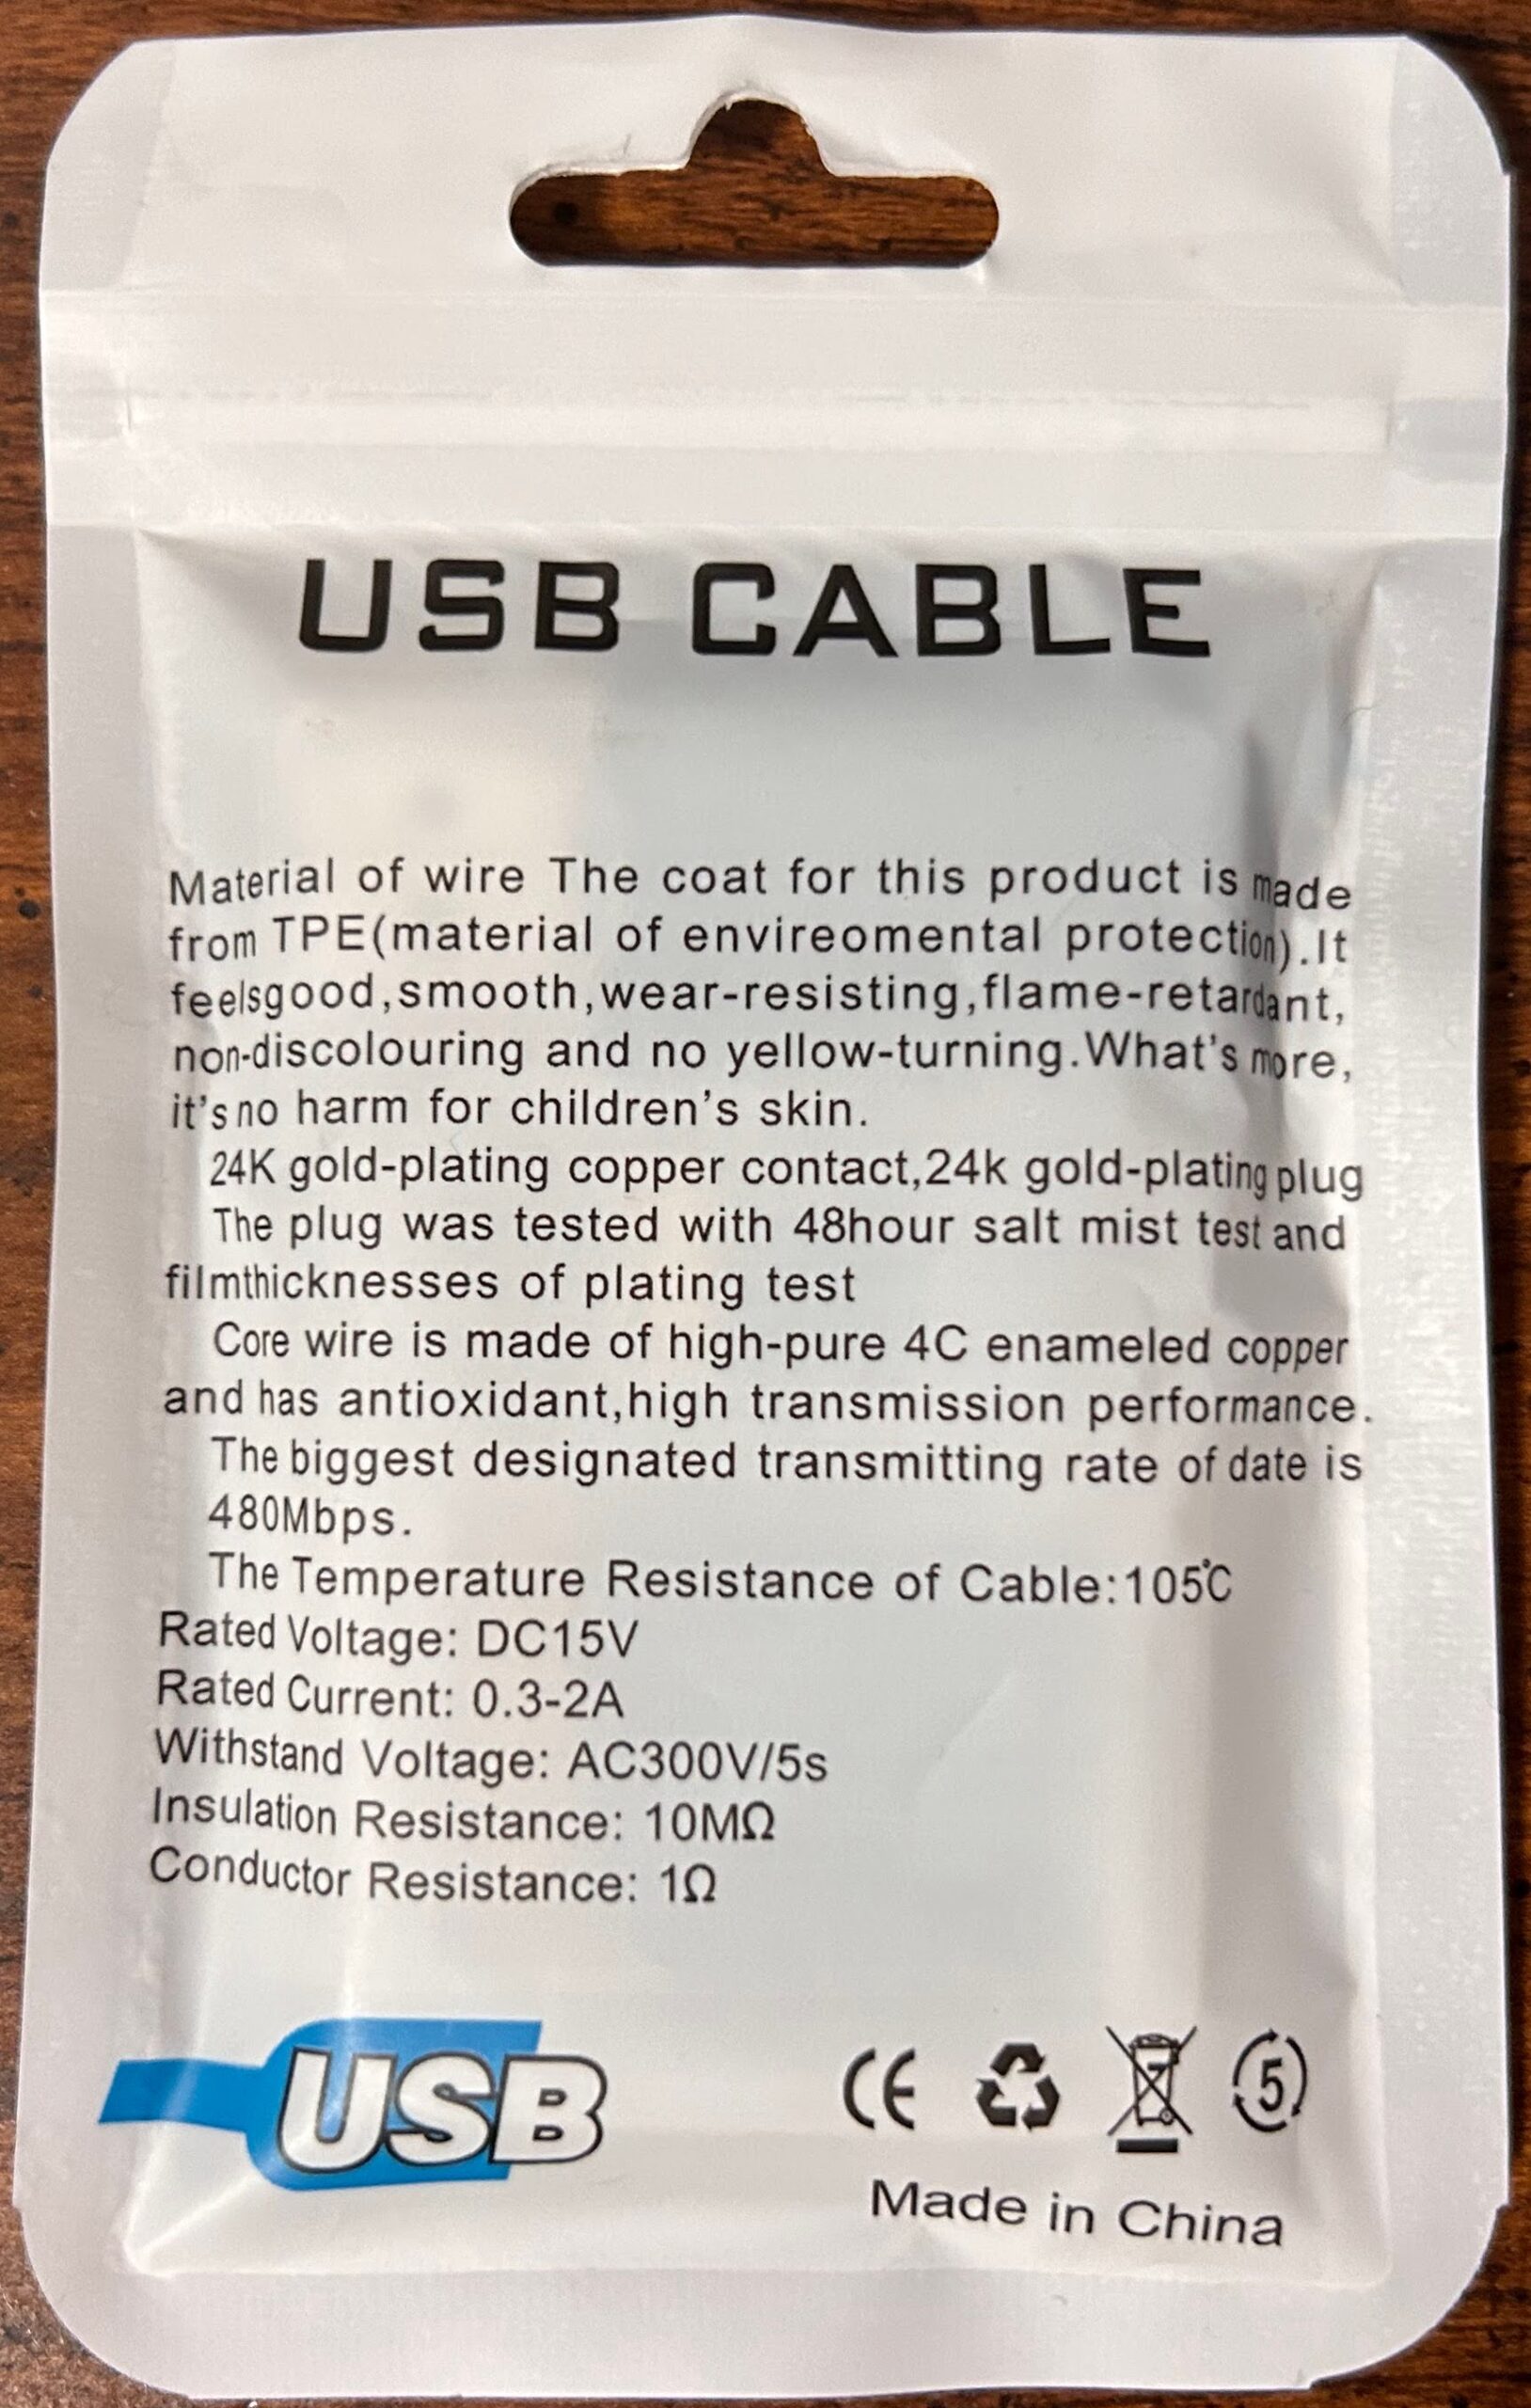 USB CABLE
Material of wire The coat for this product is made
from TPE(material of envireomental protection).It
feelsgood,smooth,wear-resisting,flame-retardant,
non-discolouring and no yellow-turning.What's more,
it's no harm for children's skin.
24K gold-plating copper contact,24k gold-plating plug
The plug was tested with 48hour salt mist test and
filmthicknesses of plating test
Core wire is made of high-pure 4C enameled copper
and has antioxidant,high transmission performance.
The biggest designated transmitting rate of date is
480Mbps.
The Temperature Resistance of Cable:105℃
Rated Voltage: DC15V
Rated Current: 0.3-2A
Withstand Voltage: AC300V/5s
Insulation Resistance: 10MΩ
Conductor Resistance: 1Ω
USB
CE 5
Made in China